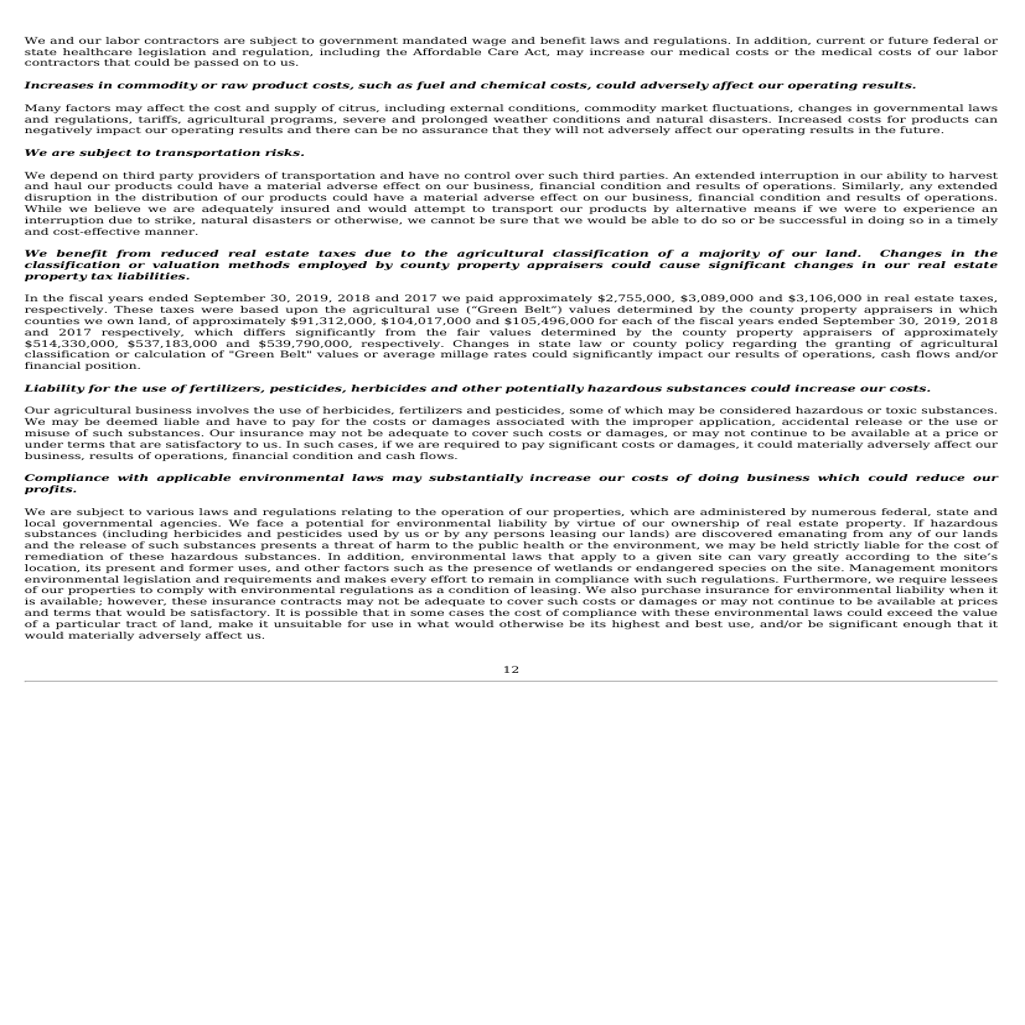 We and our labor contractors are subject to government mandated wage and benefit laws and regulations. In addition, current or future federal or
state healthcare legislation and regulation, including the Affordable Care Act, may increase our medical costs or the medical costs of our labor
contractors that could be passed on to us.
Increases in commodity or raw product costs, such as fuel and chemical costs, could adversely affect our operating results.
Many factors may affect the cost and supply of citrus, including external conditions, commodity market fluctuations, changes in governmental laws
and regulations, tariffs, agricultural programs, severe and prolonged weather conditions and natural disasters. Increased costs for products can
negatively impact our operating results and there can be no assurance that they will not adversely affect our operating results in the future.
We are subject to transportation risks.
We depend on third party providers of transportation and have no control over such third parties. An extended interruption in our ability to harvest
and haul our products could have a material adverse effect on our business, financial condition and results of operations. Similarly, any extended
disruption in the distribution of our products could have a material adverse effect on our business, financial condition and results of operations.
While we believe we are adequately insured and would attempt to transport our products by alternative means if we were to experience an
interruption due to strike, natural disasters or otherwise, we cannot be sure that we would be able to do so or be successful in doing so in a timely
and cost-effective manner.
We benefit from reduced real estate taxes due to the agricultural classification of a majority of our land. Changes in the
classification or valuation methods employed by county property appraisers could cause significant changes in our real estate
property tax liabilities.
In the fiscal years ended September 30, 2019, 2018 and 2017 we paid approximately $2,755,000, $3,089,000 and $3,106,000 in real estate taxes,
respectively. These taxes were based upon the agricultural use (“Green Belt”) values determined by the county property appraisers in which
counties we own land, of approximately $91,312,000, $104,017,000 and $105,496,000 for each of the fiscal years ended September 30, 2019, 2018
and 2017 respectively, which differs significantly from the fair values determined by the county property appraisers of approximately
$514,330,000, $537,183,000 and $539,790,000, respectively. Changes in state law or county policy regarding the granting of agricultural
classification or calculation of "Green Belt" values or average millage rates could significantly impact our results of operations, cash flows and/or
financial position.
Liability for the use of fertilizers, pesticides, herbicides and other potentially hazardous substances could increase our costs.
Our agricultural business involves the use of herbicides, fertilizers and pesticides, some of which may be considered hazardous or toxic substances.
We may be deemed liable and have to pay for the costs or damages associated with the improper application, accidental release or the use or
misuse of such substances. Our insurance may not be adequate to cover such costs or damages, or may not continue to be available at a price or
under terms that are satisfactory to us. In such cases, if we are required to pay significant costs or damages, it could materially adversely affect our
business, results of operations, financial condition and cash flows.
Compliance with applicable environmental laws may substantially increase our costs of doing business which could reduce our
profits.
We are subject to various laws and regulations relating to the operation of our properties, which are administered by numerous federal, state and
local governmental agencies. We face a potential for environmental liability by virtue of our ownership of real estate property. If hazardous
substances (including herbicides and pesticides used by us or by any persons leasing our lands) are discovered emanating from any of our lands
and the release of such substances presents a threat of harm to the public health or the environment, we may be held strictly liable for the cost of
remediation of these hazardous substances. In addition, environmental laws that apply to a given site can vary greatly according to the site’s
location, its present and former uses, and other factors such as the presence of wetlands or endangered species on the site. Management monitors
environmental legislation and requirements and makes every effort to remain in compliance with such regulations. Furthermore, we require lessees
of our properties to comply with environmental regulations as a condition of leasing. We also purchase insurance for environmental liability when it
is available; however, these insurance contracts may not be adequate to cover such costs or damages or may not continue to be available at prices
and terms that would be satisfactory. It is possible that in some cases the cost of compliance with these environmental laws could exceed the value
of a particular tract of land, make it unsuitable for use in what would otherwise be its highest and best use, and/or be significant enough that it
would materially adversely affect us.
12